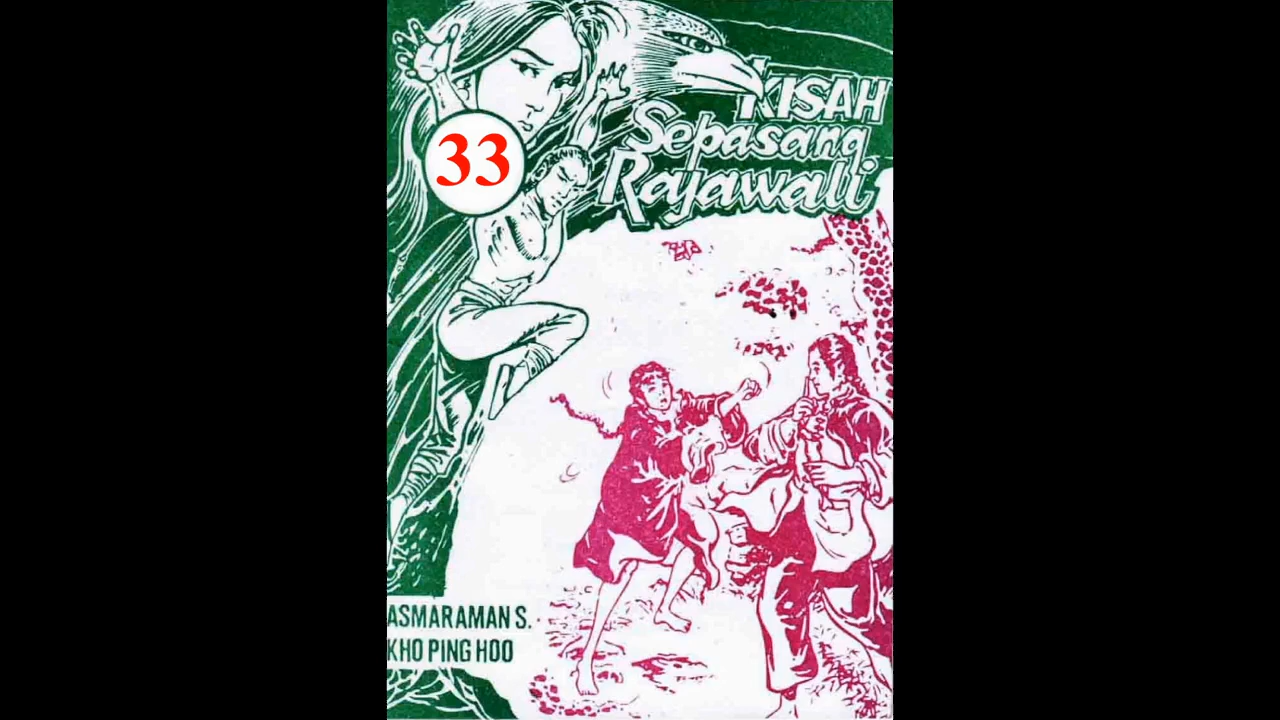 KISAH
Sepasang
Rajawali
33
ASMARAMAN S.
KHO PING HOO